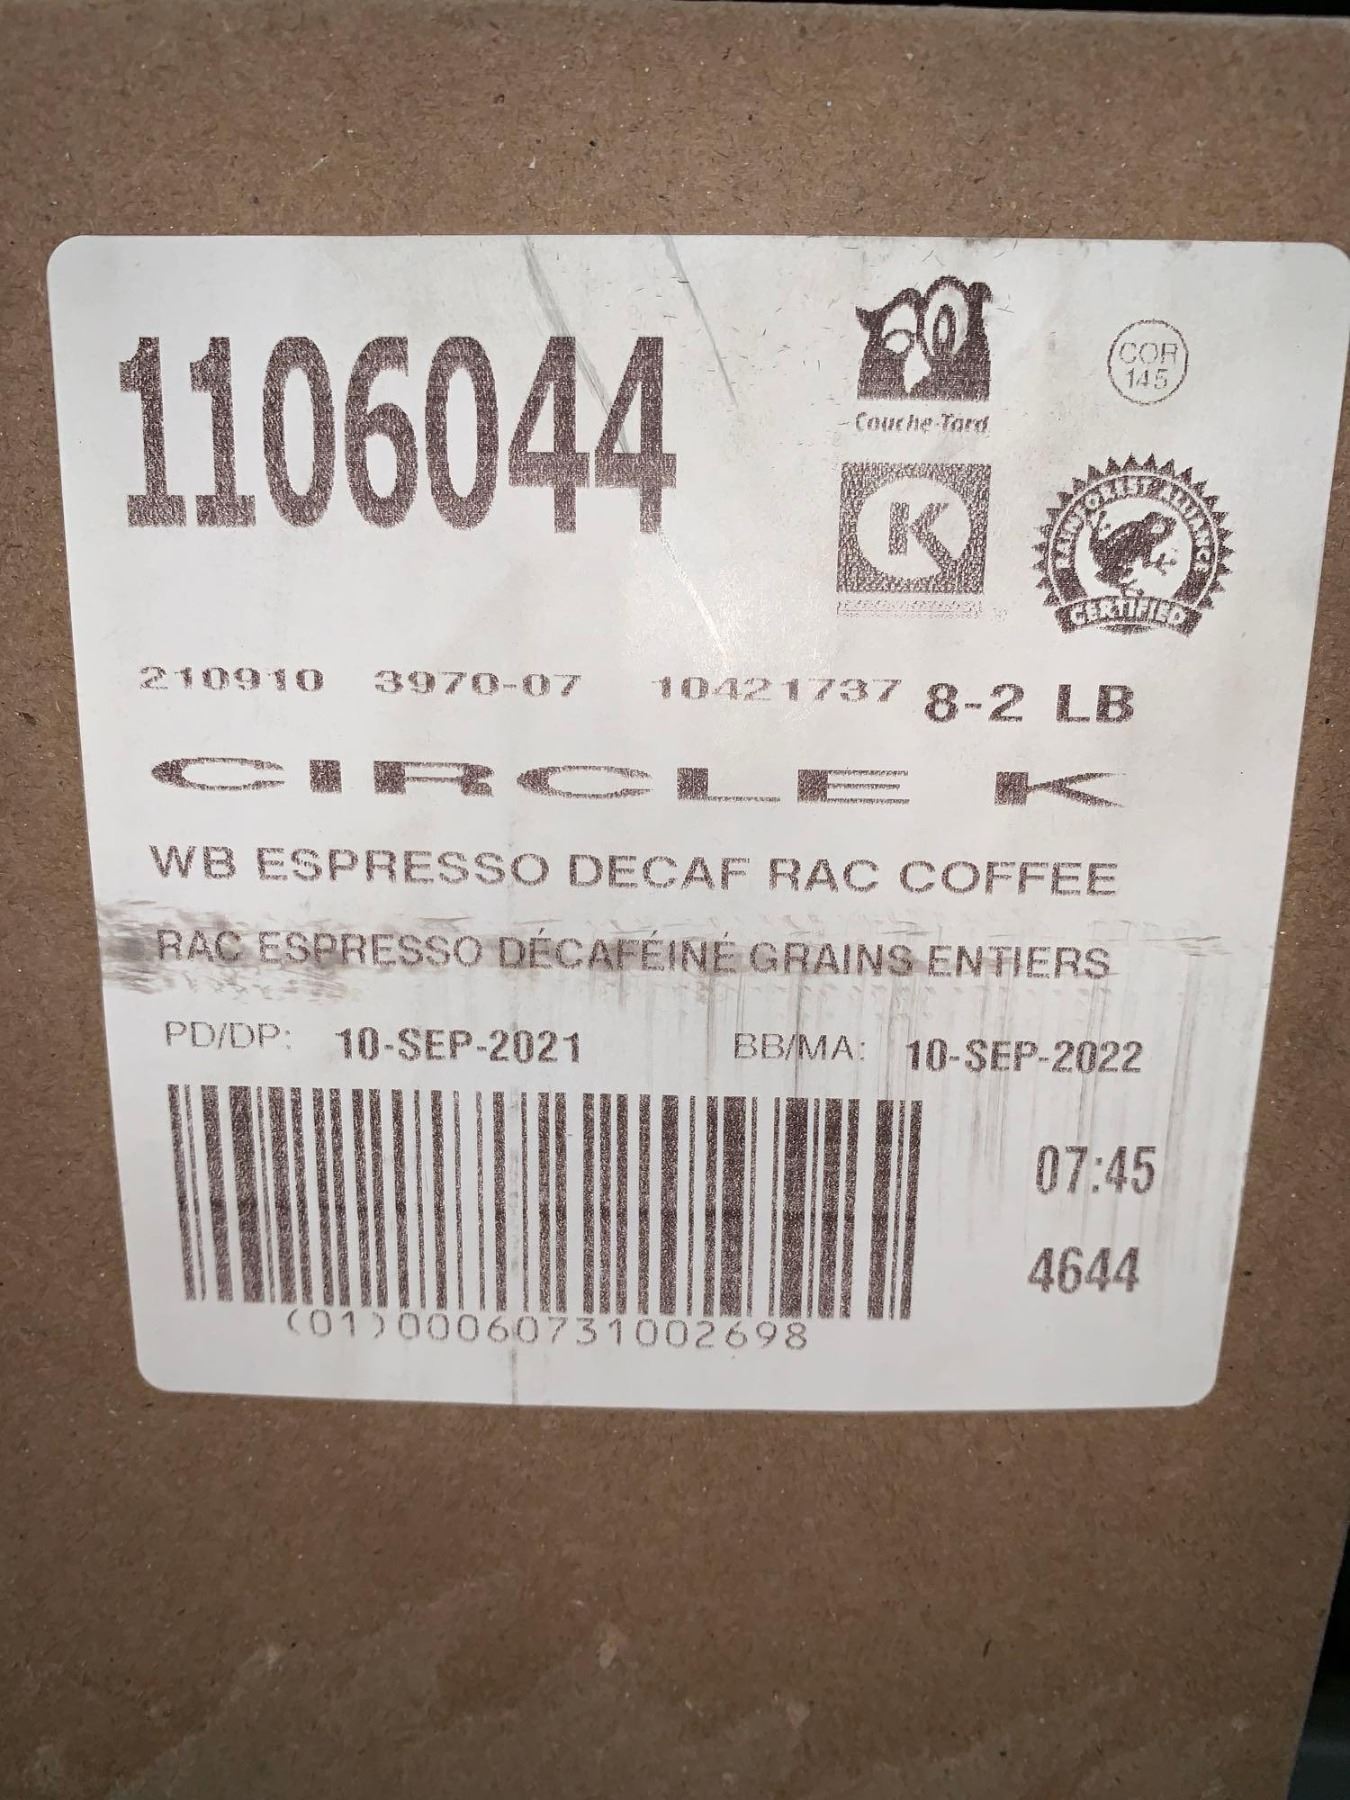 1106044
Couche-Tard
COR
145
K
RAINFOREST ALLIANCE
CERTIFIED
210910 3970-07 10421737 8-2 LB
CIRCLE K
WB ESPRESSO DECAF RAC COFFEE
RAC ESPRESSO DÉCAFÉINÉ GRAINS ENTIERS
PD/DP: 10-SEP-2021 BB/MA: 10-SEP-2022
07:45
4644
(01)00060731002698